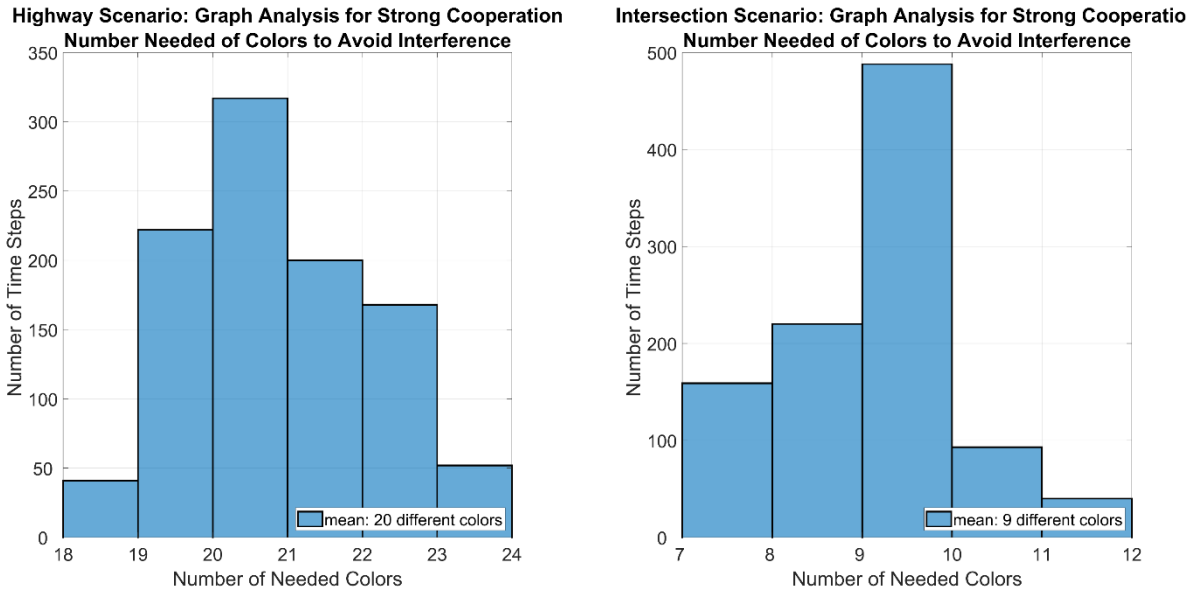 Highway Scenario: Graph Analysis for Strong Cooperation
Number Needed of Colors to Avoid Interference
350
300
250
200
150
100
50
0
Number of Time Steps
mean: 20 different colors
18 19 20 21 22 23 24
Number of Needed Colors
Intersection Scenario: Graph Analysis for Strong Cooperatio
Number Needed of Colors to Avoid Interference
500
400
300
200
100
0
Number of Time Steps
mean: 9 different colors
7 8 9 10 11 12
Number of Needed Colors